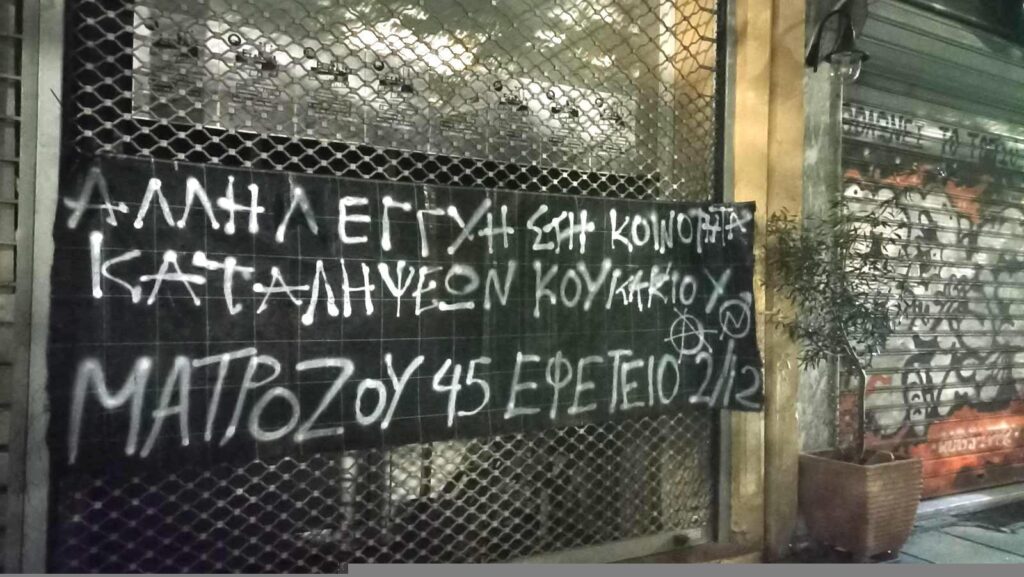 ΑΛΛΗΛΕΓΓΥΗ ΣΤΗ ΚΟΙΝΟΤΗΤΑ
ΚΑΤΑΛΗΨΕΩΝ ΚΟΥΚΑΚΙΟΥ
ΜΑΤΡΟΖΟΥ 45 ΕΦΕΤΕΙΟ 2/12